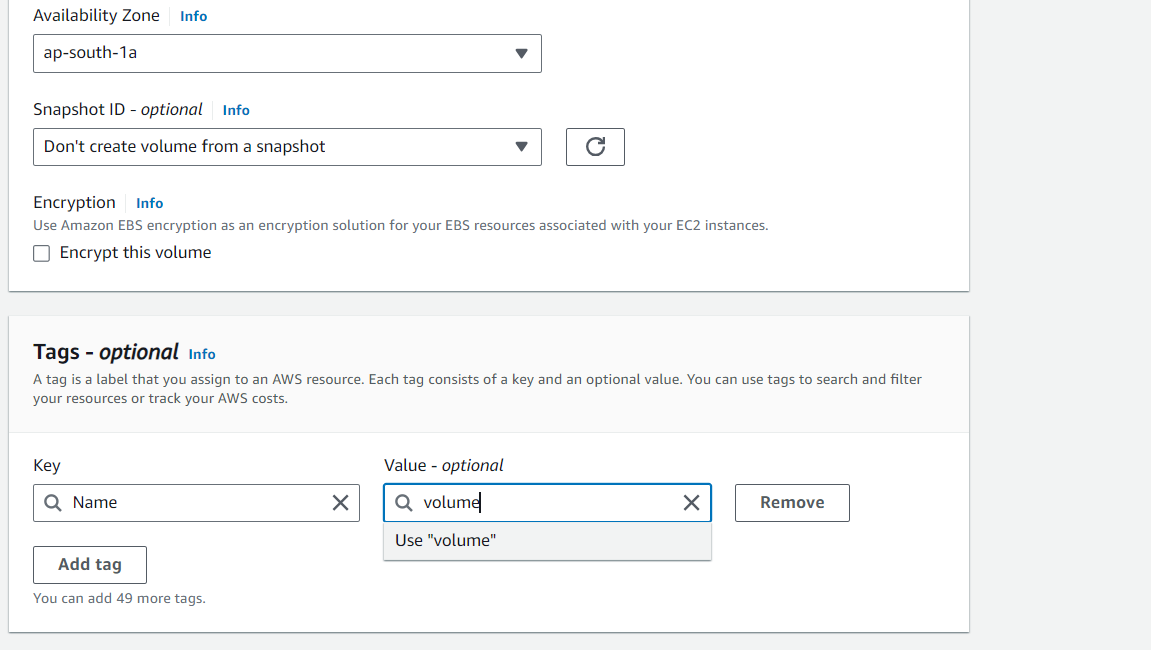 Availability Zone Info
ap-south-1a
Snapshot ID - optional Info
Don't create volume from a snapshot
Encryption Info
Use Amazon EBS encryption as an encryption solution for your EBS resources associated with your EC2 instances.
Encrypt this volume
Tags - optional Info
A tag is a label that you assign to an AWS resource. Each tag consists of a key and an optional value. You can use tags to search and filter
your resources or track your AWS costs.
Key Value - optional
Name volume Remove
Use "volume"
Add tag
You can add 49 more tags.